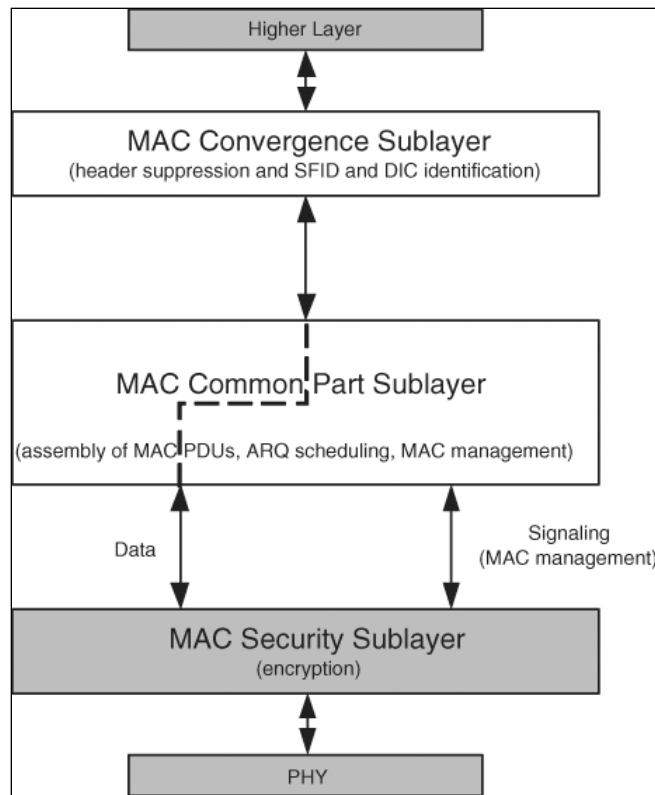 Higher Layer
MAC Convergence Sublayer
(header suppression and SFID and DIC identification)
MAC Common Part Sublayer
(assembly of MAC PDUs, ARQ scheduling, MAC management)
Data
Signaling
(MAC management)
MAC Security Sublayer
(encryption)
PHY